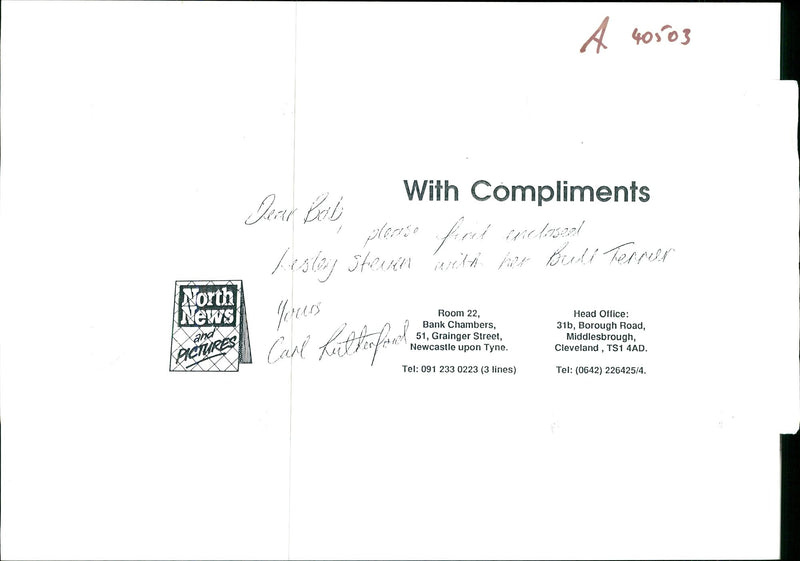 A 40503
With Compliments
Dear Bob,
please find enclosed
Lesley Steven with her Bull Terrier
Yours
Carl Rutherford
North
News
and
PICTURES
Room 22,
Bank Chambers,
51, Grainger Street,
Newcastle upon Tyne.
Tel: 091 233 0223 (3 lines)
Head Office:
31b, Borough Road,
Middlesbrough,
Cleveland , TS1 4AD.
Tel: (0642) 226425/4.